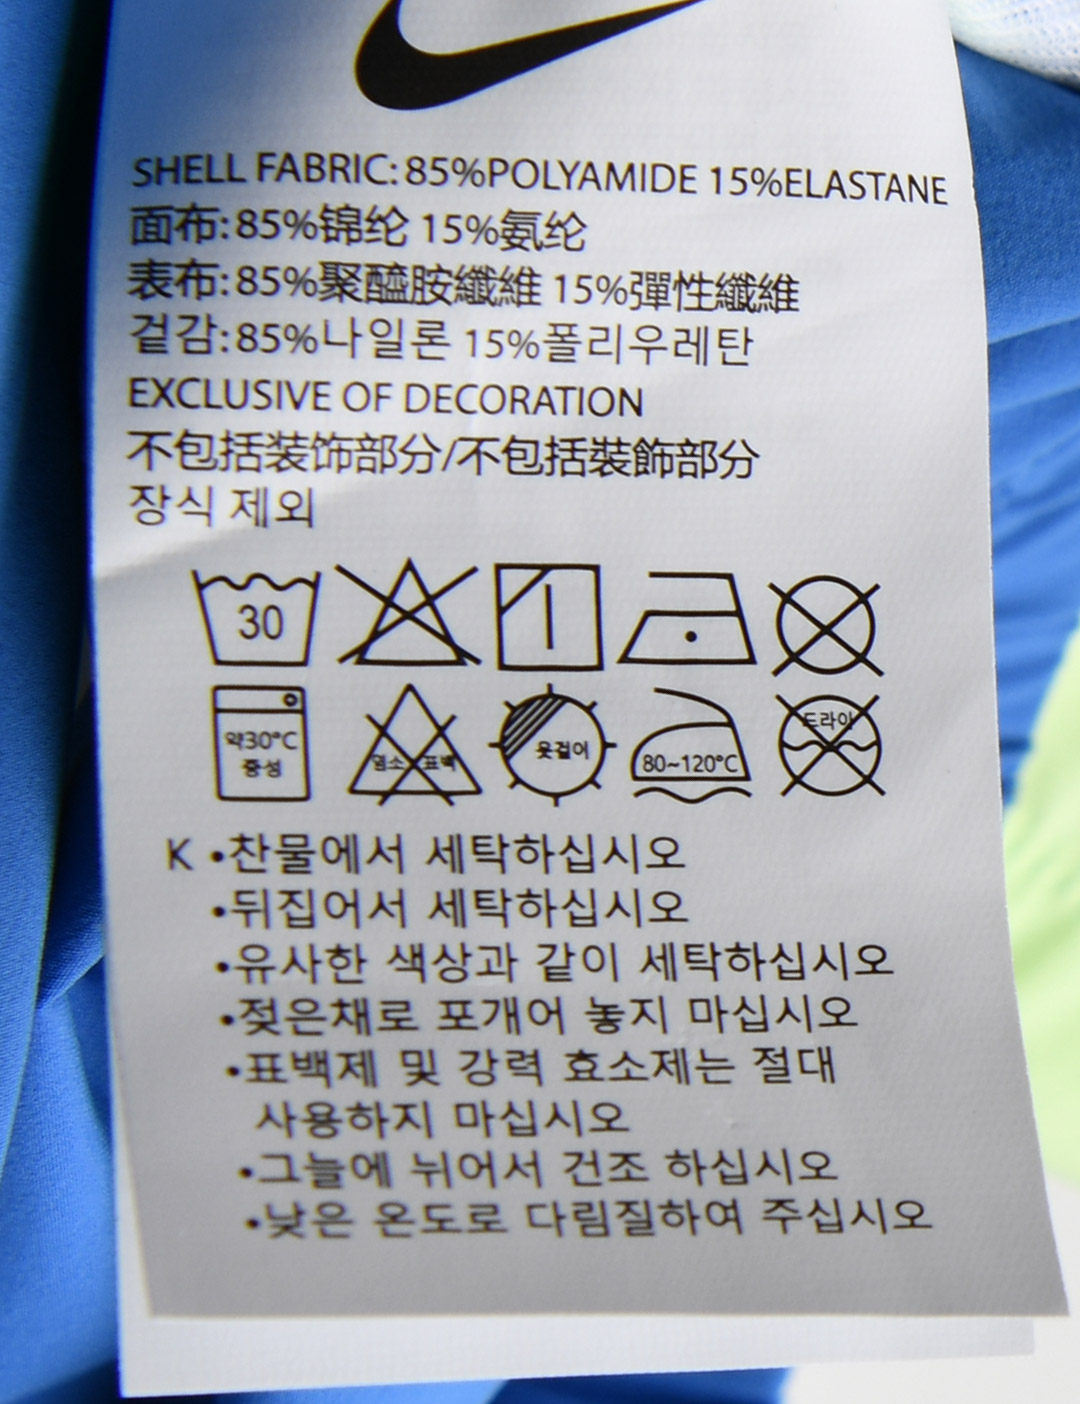 SHELL FABRIC: 85%POLYAMIDE 15%ELASTANE
面布: 85%锦纶 15%氨纶
表布: 85%聚醯胺纖維 15%彈性纖維
겉감: 85%나일론 15%폴리우레탄
EXCLUSIVE OF DECORATION
不包括装饰部分/不包括裝飾部分
장식 제외
30
약30°C
중성
염소 표백
옷걸이
80~120°C
드라이
K •찬물에서 세탁하십시오
•뒤집어서 세탁하십시오
•유사한 색상과 같이 세탁하십시오
•젖은채로 포개어 놓지 마십시오
•표백제 및 강력 효소제는 절대
사용하지 마십시오
•그늘에 뉘어서 건조 하십시오
•낮은 온도로 다림질하여 주십시오